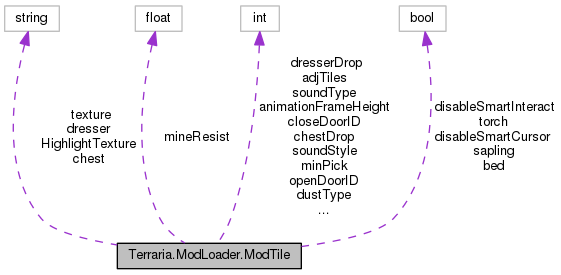 string
float
int
bool
texture
dresser
HighlightTexture
chest
mineResist
dresserDrop
adjTiles
soundType
animationFrameHeight
closeDoorID
chestDrop
soundStyle
minPick
openDoorID
dustType
...
disableSmartInteract
torch
disableSmartCursor
sapling
bed
Terraria.ModLoader.ModTile